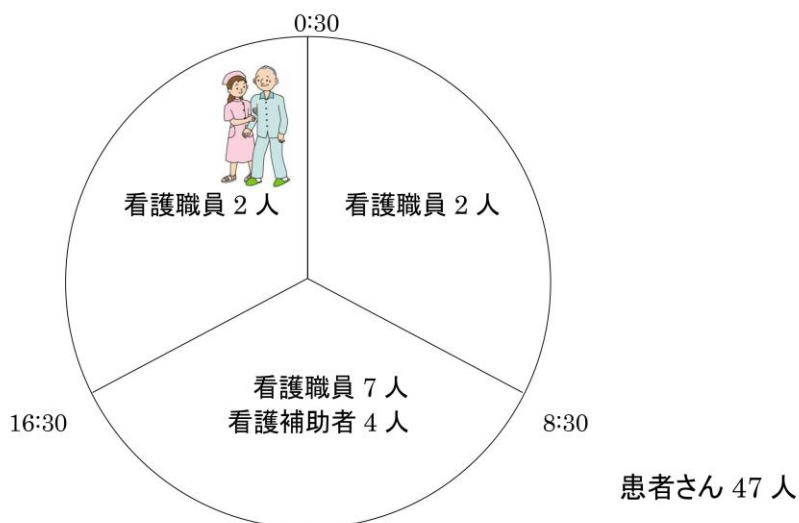 0:30
看護職員 2 人
看護職員 2 人
看護職員 7 人
看護補助者 4 人
16:30
8:30
患者さん 47 人